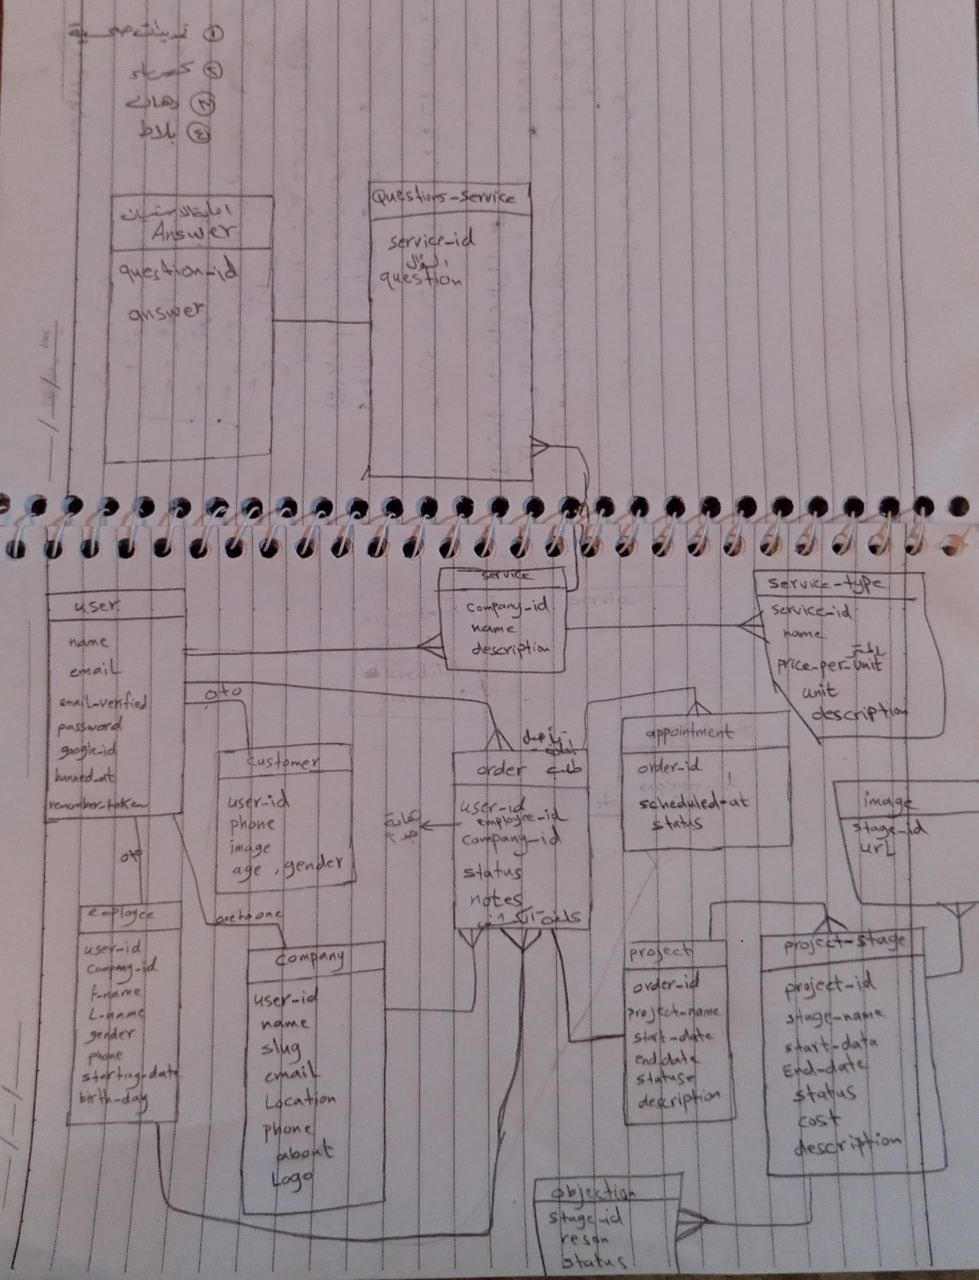 ① تمديدات صحية
② كهرباء
② دهان
③ بلاط
Answer
question-id
answer
Questions-service
service-id
السؤال
question
user
name
email
email-verified
password
google-id
banned-at
remember-token
service
company-id
name
description
service-type
service-id
name
price-per-unit
unit
description
oto
customer
user-id
phone
image
age , gender
order طلب
user-id
employee-id
company-id
status
notes
appointment
order-id
scheduled-at
status
image
stage-id
url
oto
employee
user-id
company-id
f-name
L-name
gender
phone
starting-date
birth-day
one to one
company
user-id
name
slug
email
Location
phone
about
Logo
project
order-id
project-name
start-date
end date
statuse
description
project-stage
project-id
stage-name
start-data
End-date
status
cost
description
objection
stage-id
reson
status